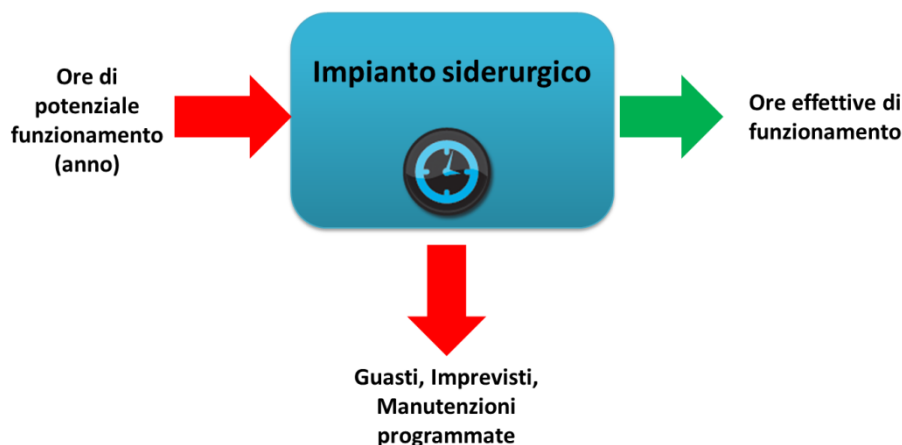 Impianto siderurgico
Ore di
potenziale
funzionamento
(anno)
Ore effettive di
funzionamento
Guasti, Imprevisti,
Manutenzioni
programmate